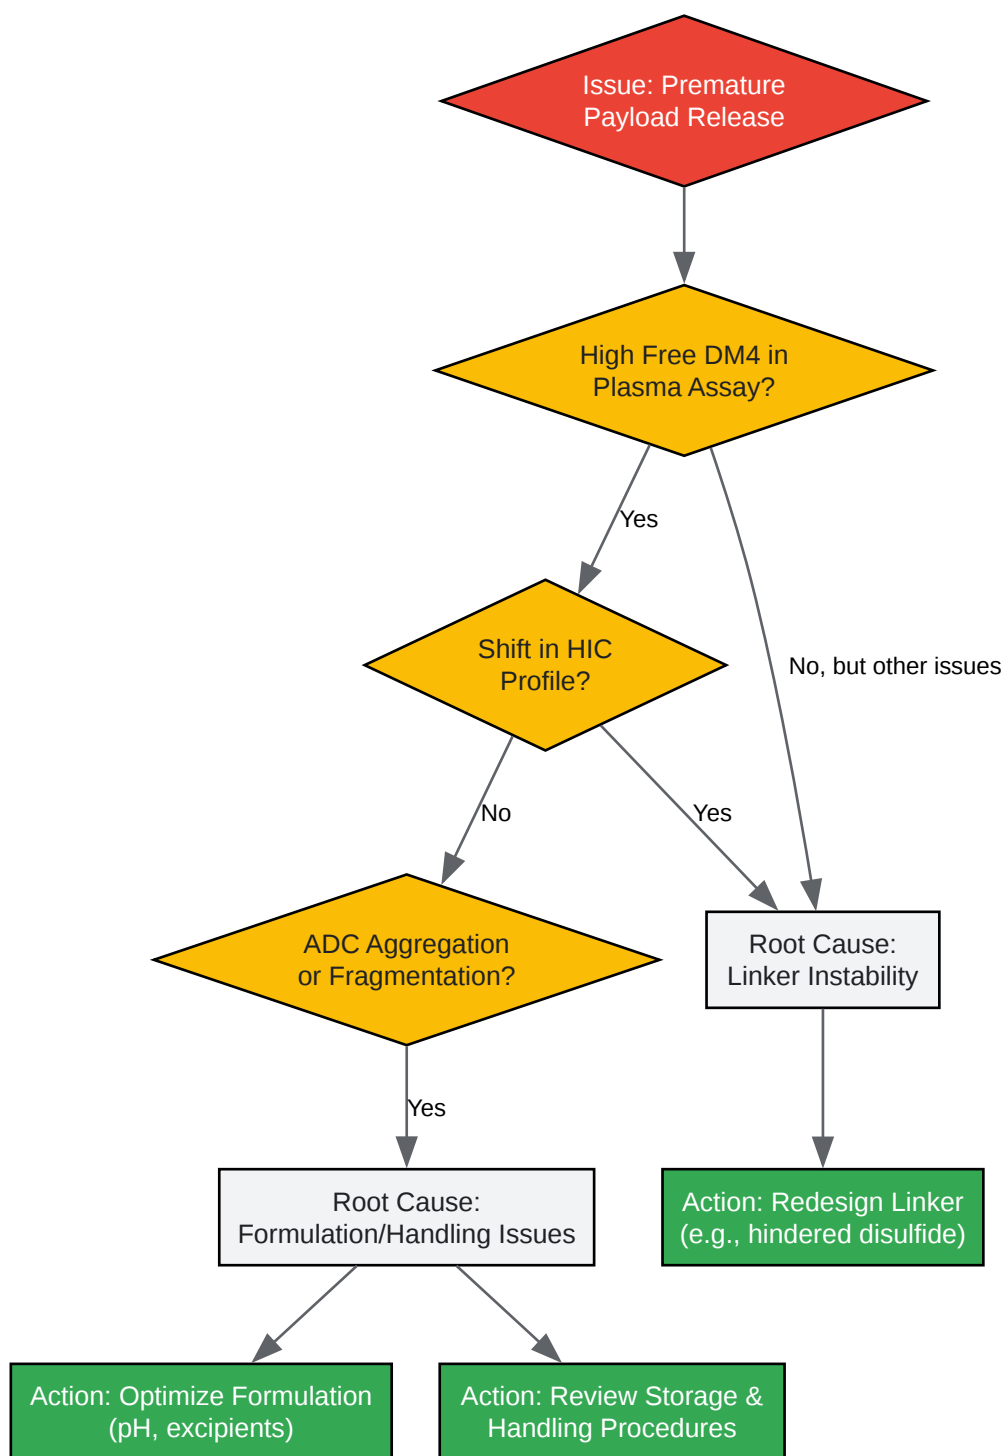 Issue: Premature
Payload Release
High Free DM4 in
Plasma Assay?
Yes
Shift in HIC
Profile?
No, but other issues
No
Yes
ADC Aggregation
or Fragmentation?
Root Cause:
Linker Instability
Yes
Root Cause:
Formulation/Handling Issues
Action: Redesign Linker
(e.g., hindered disulfide)
Action: Optimize Formulation
(pH, excipients)
Action: Review Storage &
Handling Procedures